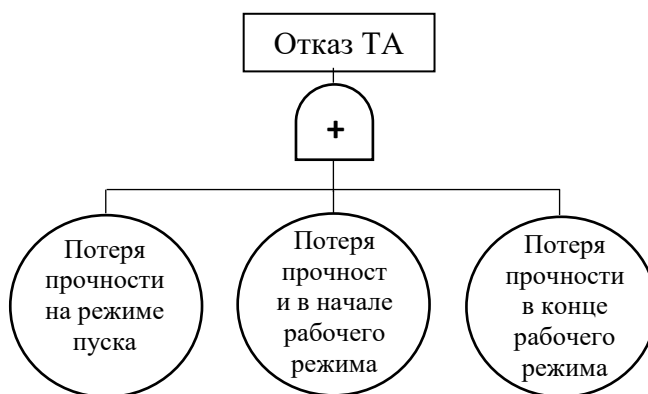 Отказ ТА
+
Потеря
прочности
на режиме
пуска
Потеря
прочност
и в начале
рабочего
режима
Потеря
прочности
в конце
рабочего
режима